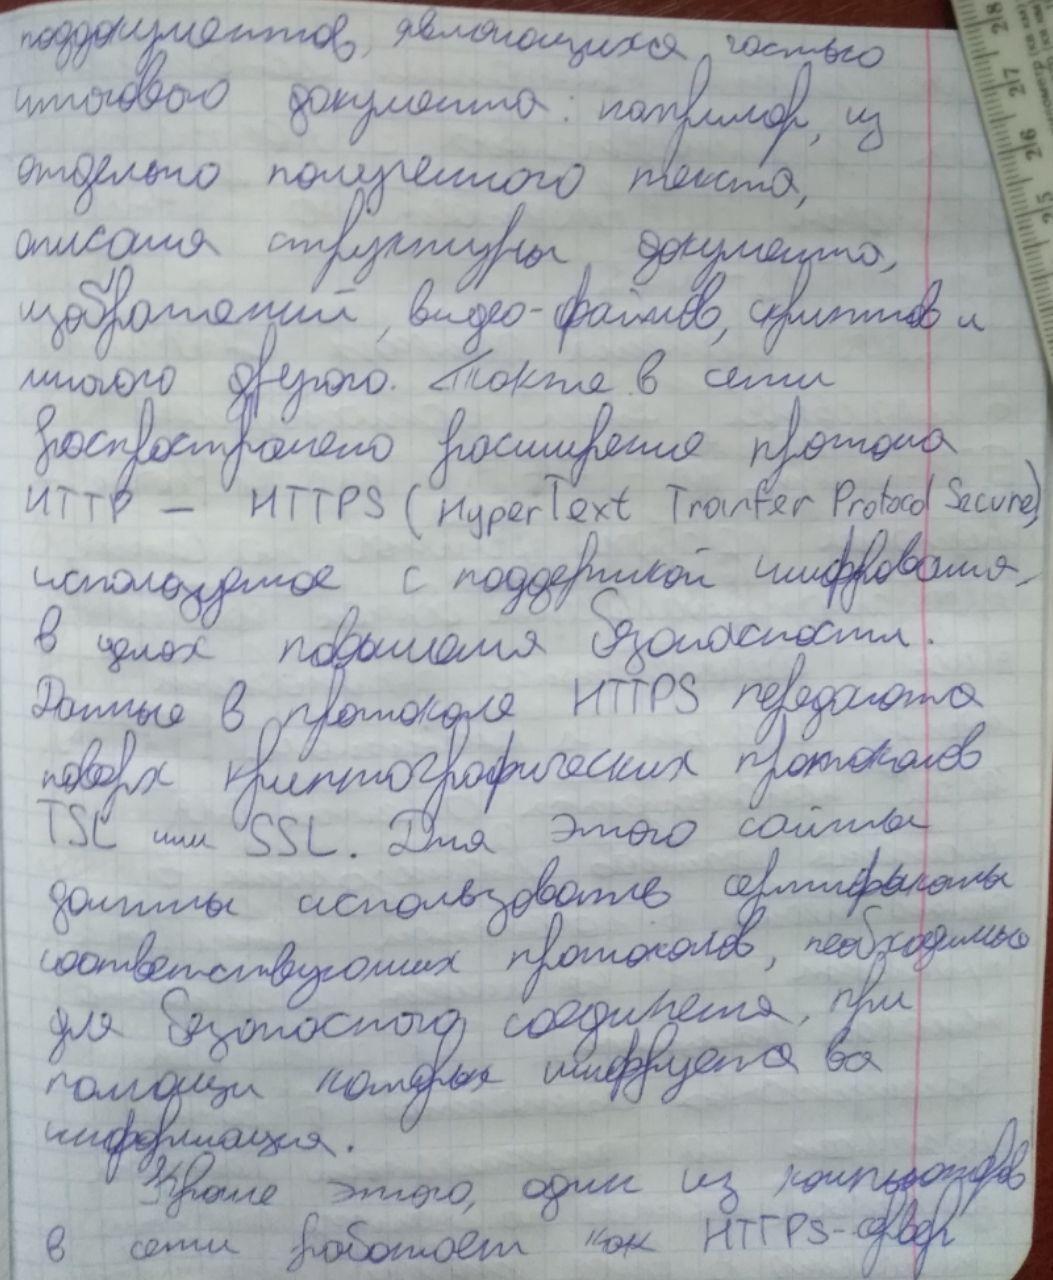 поддокументов, являющихся частью
итогового документа: например, из
отдельно полученного текста,
описания структуры документа,
изображений, видео-файлов, скриптов и
многого другого. Также в сети
распространено расширение протокола
HTTP — HTTPS (HyperText Tranfer Protocol Secure),
используемое с поддержкой шифрования,
в целях повышения безопасности.
Данные в протоколе HTTPS передаются
поверх криптографических протоколов
TSL или SSL. Для этого сайты
должны использовать сертификаты
соответствующих протоколов, необходимые
для безопасного соединения, при
помощи которых шифруется вся
информация.
Кроме этого, один из компьютеров
в сети работает как HTTPS-сервер
28
27
26
25